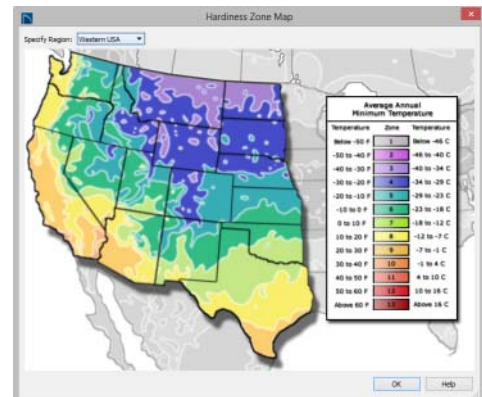 Hardiness Zone Map
Specify Region: Western USA
Average Annual
Minimum Temperature
Temperature Zone Temperature
Below -50 F 1 Below -46 C
-50 to -40 F 2 -46 to -40 C
-40 to -30 F 3 -40 to -34 C
-30 to -20 F 4 -34 to -29 C
-20 to -10 F 5 -29 to -23 C
-10 to 0 F 6 -23 to -18 C
0 to 10 F 7 -18 to -12 C
10 to 20 F 8 -12 to -7 C
20 to 30 F 9 -7 to -1 C
30 to 40 F 10 -1 to 4 C
40 to 50 F 11 4 to 10 C
50 to 60 F 12 10 to 16 C
Above 60 F 13 Above 16 C
OK Help